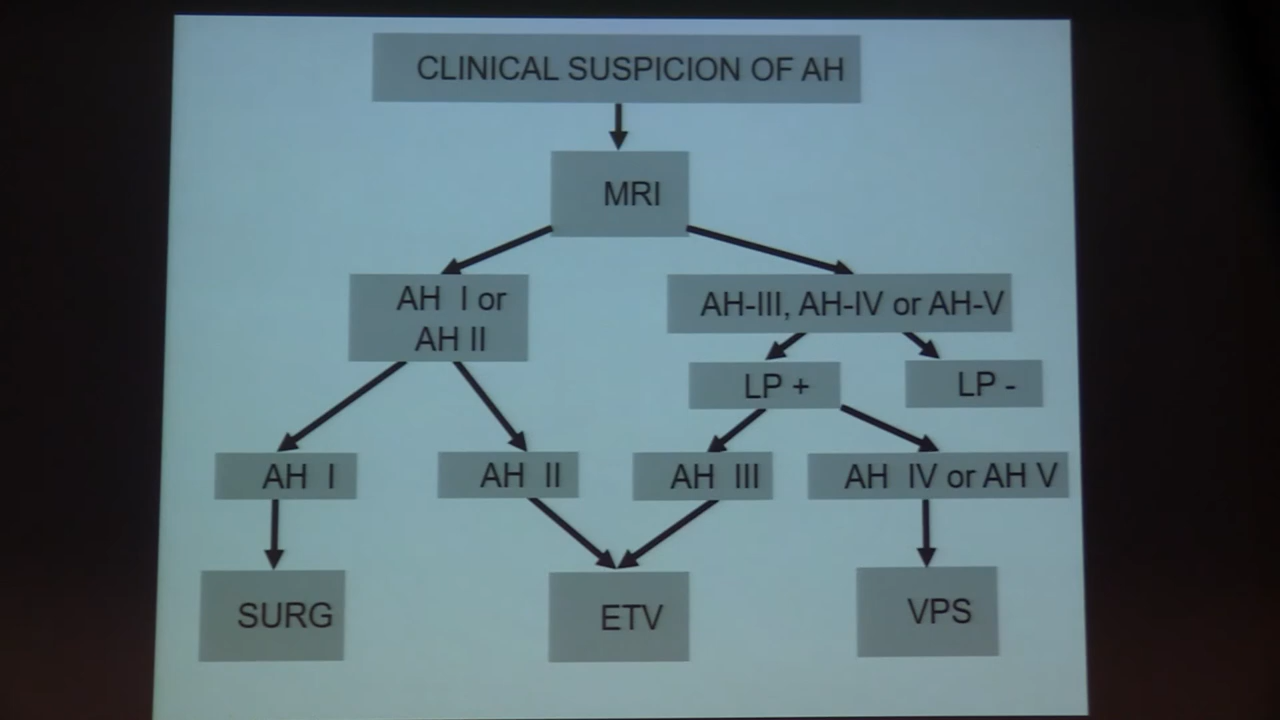 CLINICAL SUSPICION OF AH
MRI
AH I or
AH II
AH-III, AH-IV or AH-V
LP +
LP -
AH I
AH II
AH III
AH IV or AH V
SURG
ETV
VPS